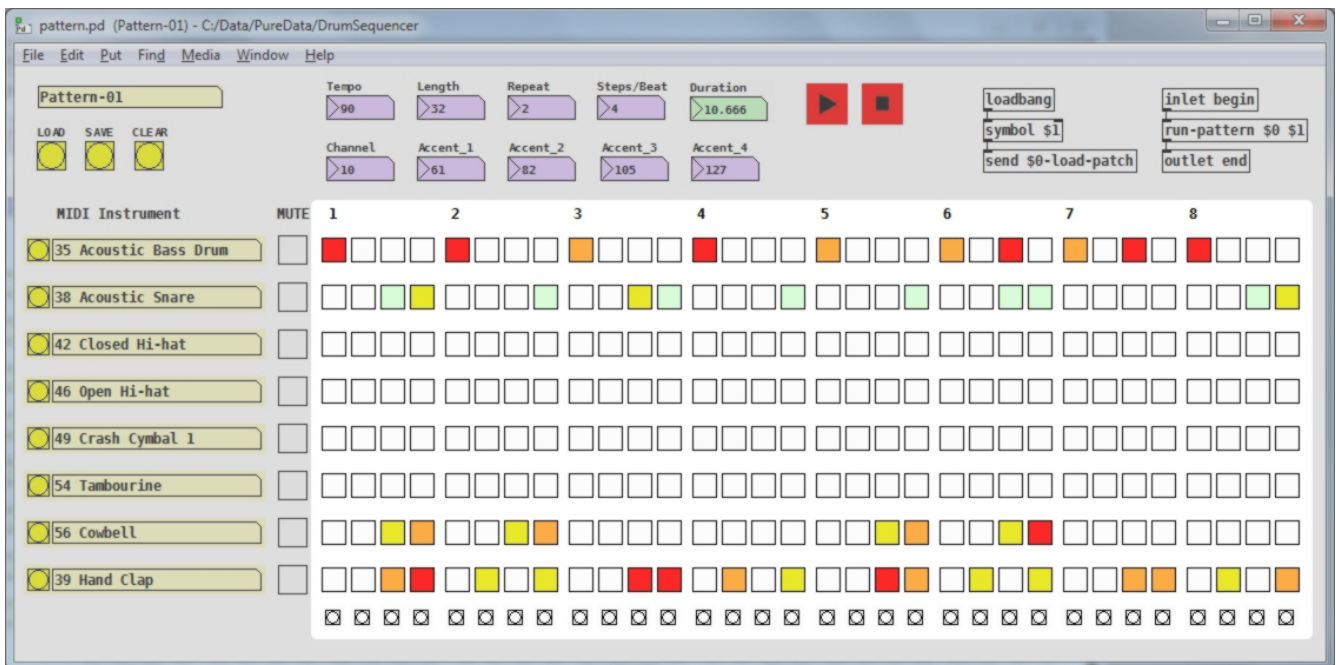 pattern.pd (Pattern-01) - C:/Data/PureData/DrumSequencer
File Edit Put Find Media Window Help
Pattern-01
LOAD SAVE CLEAR
Tempo Length Repeat Steps/Beat Duration
90 32 2 4 10.666
Channel Accent_1 Accent_2 Accent_3 Accent_4
10 61 82 105 127
loadbang
symbol $1
send $0-load-patch
inlet begin
run-pattern $0 $1
outlet end
MIDI Instrument MUTE 1 2 3 4 5 6 7 8
35 Acoustic Bass Drum
38 Acoustic Snare
42 Closed Hi-hat
46 Open Hi-hat
49 Crash Cymbal 1
54 Tambourine
56 Cowbell
39 Hand Clap